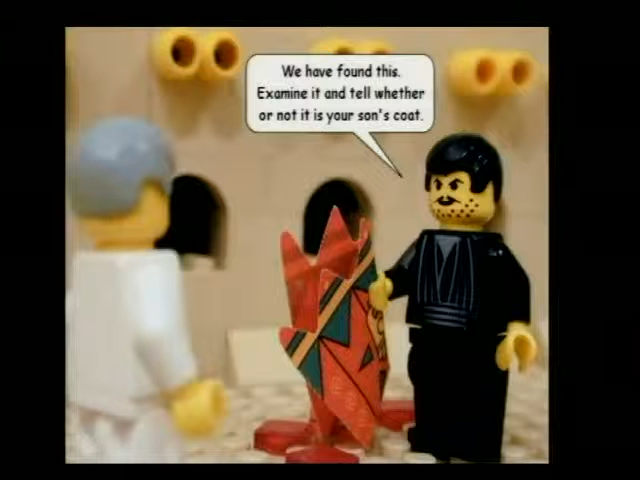 We have found this.
Examine it and tell whether
or not it is your son's coat.